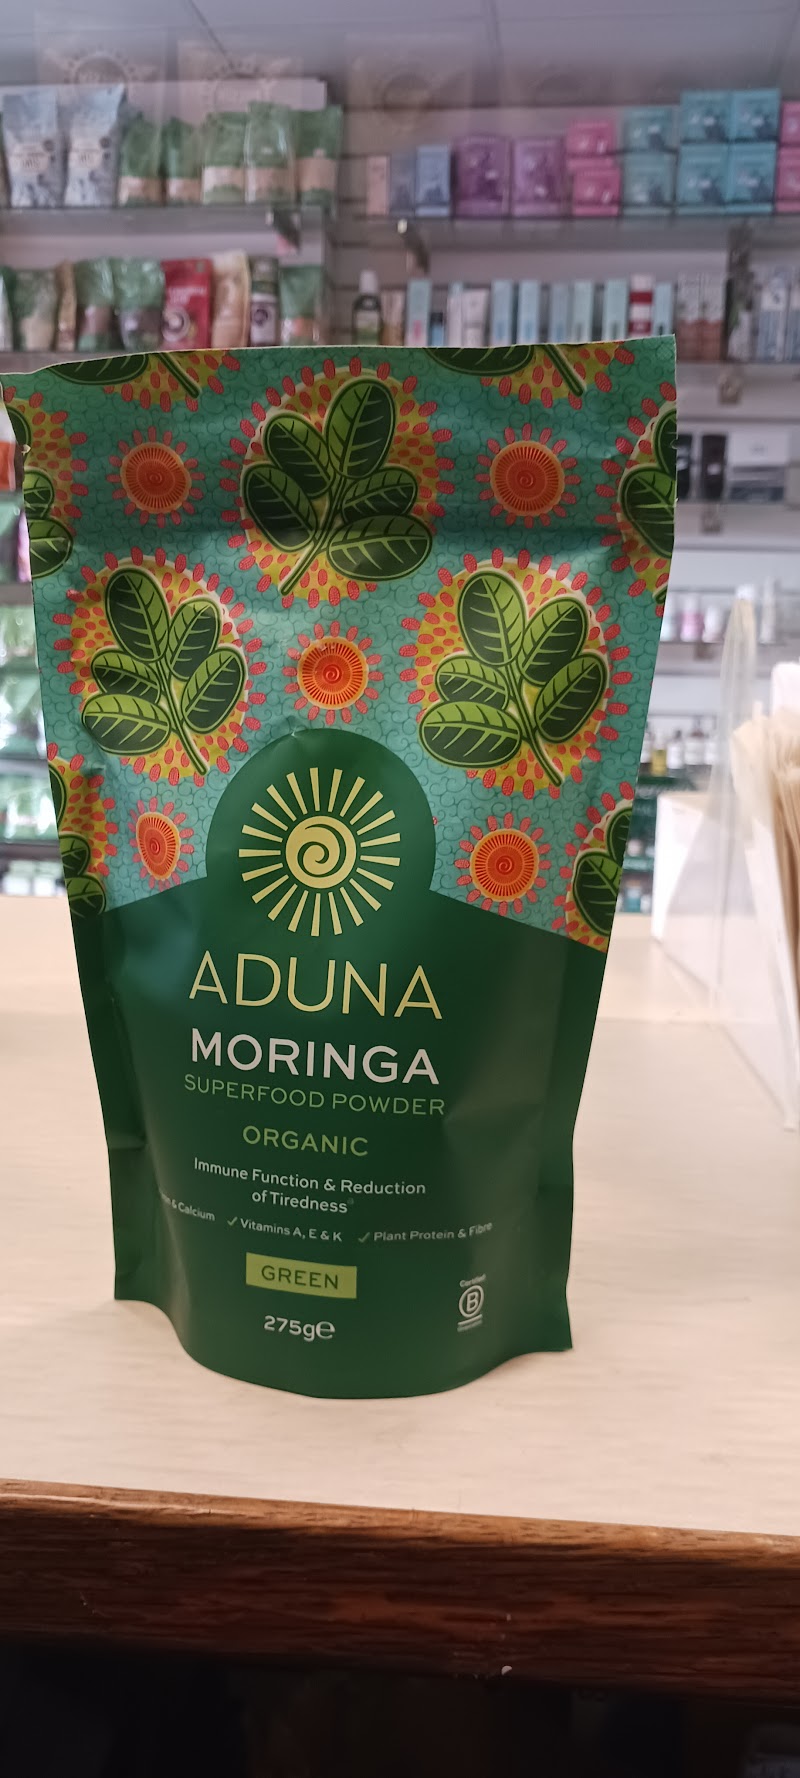 ADUNA
MORINGA
SUPERFOOD POWDER
ORGANIC
Immune Function & Reduction
of Tiredness
& Calcium ✓ Vitamins A, E & K ✓ Plant Protein & Fibre
GREEN
275g℮
Certified
B